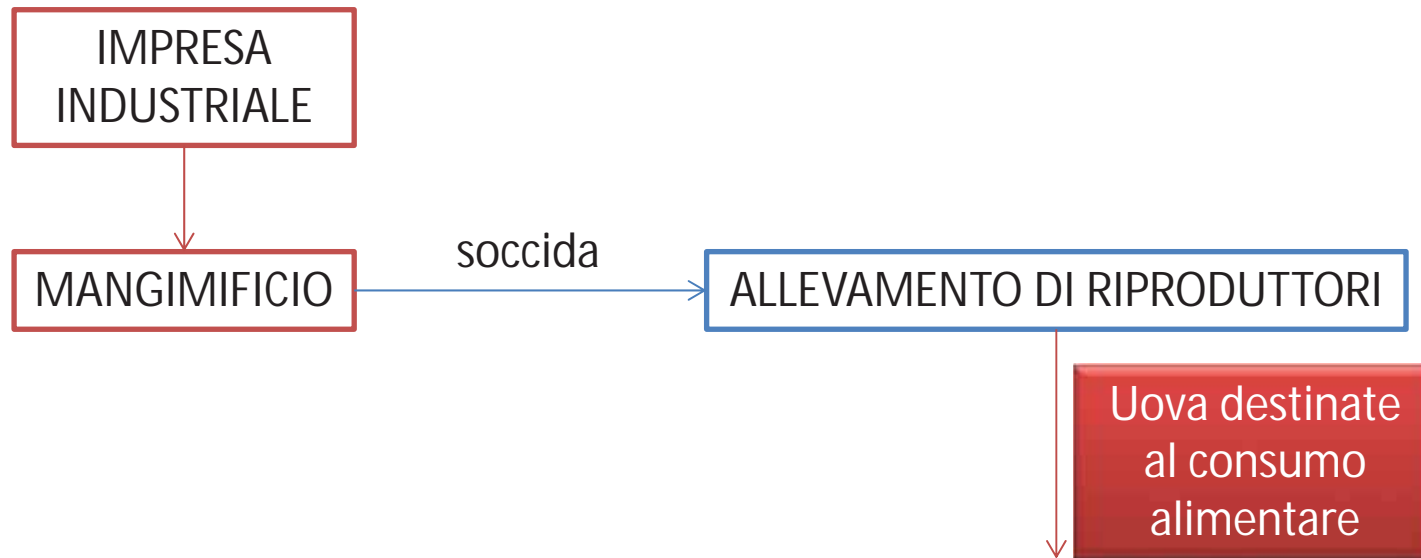 IMPRESA
INDUSTRIALE
MANGIMIFICIO
soccida
ALLEVAMENTO DI RIPRODUTTORI
Uova destinate
al consumo
alimentare